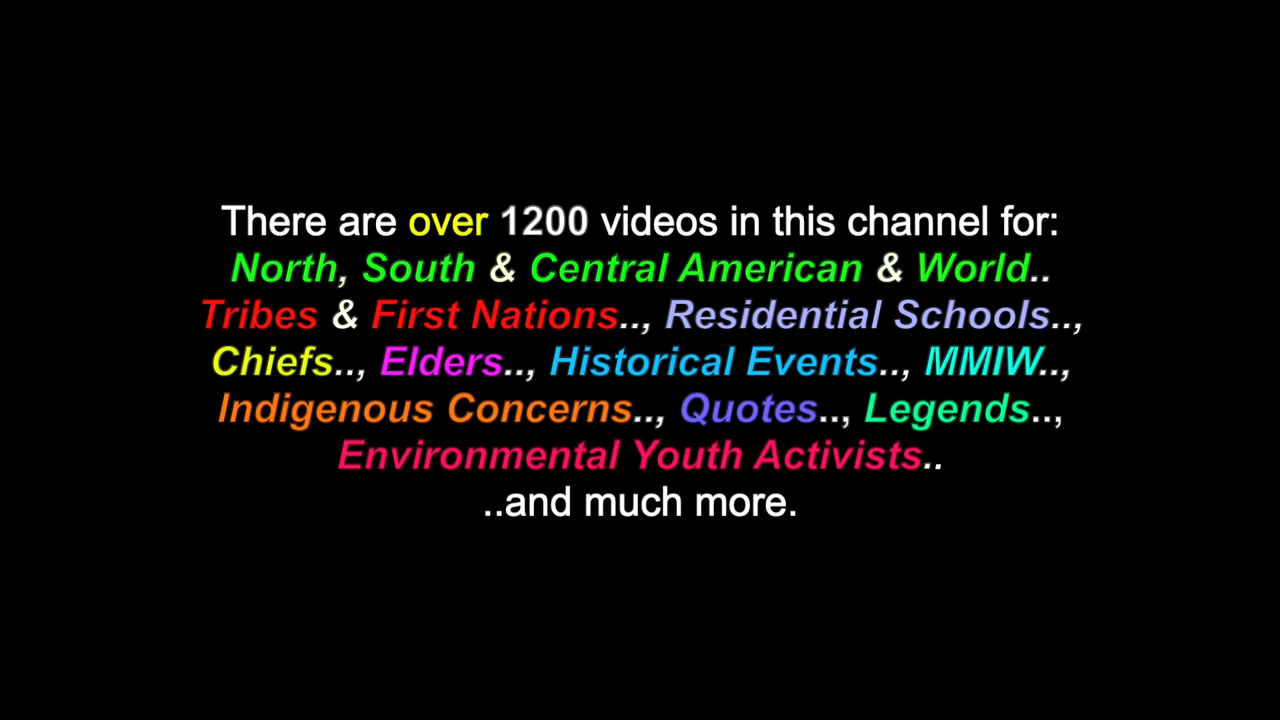 There are over 1200 videos in this channel for:
North, South & Central American & World..
Tribes & First Nations.., Residential Schools..,
Chiefs.., Elders.., Historical Events.., MMIW..,
Indigenous Concerns.., Quotes.., Legends..,
Environmental Youth Activists..
..and much more.